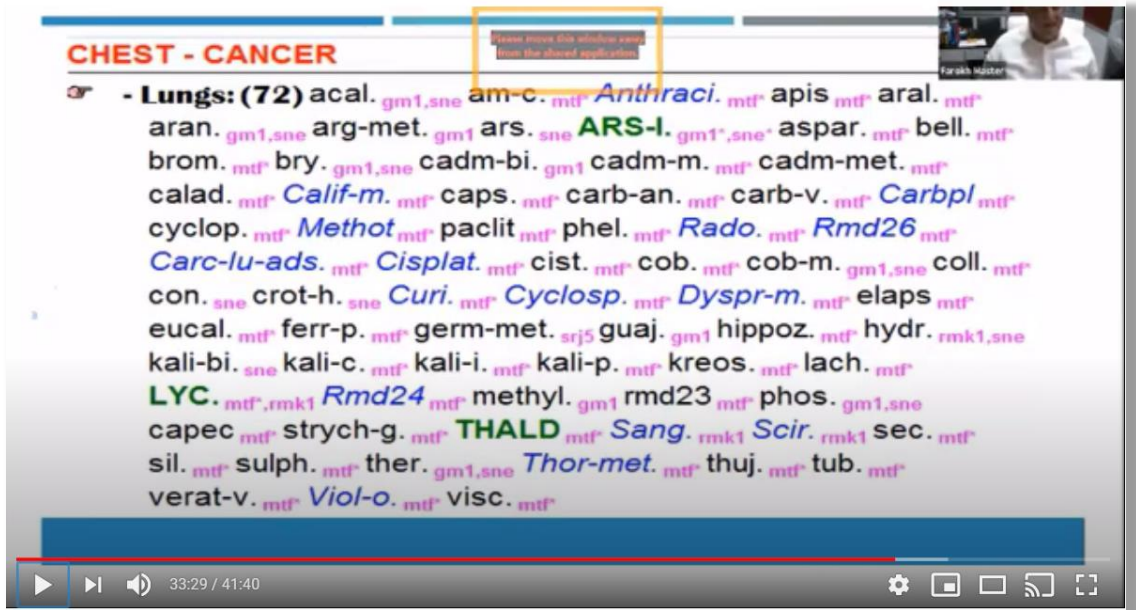 Please move this window away
from the shared application.
CHEST - CANCER
Farokh Master
- Lungs: (72) acal. gm1,sne am-c. mtf* Anthraci. mtf* apis mtf* aral. mtf*
aran. gm1,sne arg-met. gm1 ars. sne ARS-I. gm1*,sne* aspar. mtf* bell. mtf*
brom. mtf* bry. gm1,sne cadm-bi. gm1 cadm-m. mtf* cadm-met. mtf*
calad. mtf* Calif-m. mtf* caps. mtf* carb-an. mtf* carb-v. mtf* Carbpl mtf*
cyclop. mtf* Methot mtf* paclit mtf* phel. mtf* Rado. mtf* Rmd26 mtf*
Carc-lu-ads. mtf* Cisplat. mtf* cist. mtf* cob. mtf* cob-m. gm1,sne coll. mtf*
con. sne crot-h. sne Curi. mtf* Cyclosp. mtf* Dyspr-m. mtf* elaps mtf*
eucal. mtf* ferr-p. mtf* germ-met. srj5 guaj. gm1 hippoz. mtf* hydr. rmk1,sne
kali-bi. sne kali-c. mtf* kali-i. mtf* kali-p. mtf* kreos. mtf* lach. mtf*
LYC. mtf*,rmk1 Rmd24 mtf* methyl. gm1 rmd23 mtf* phos. gm1,sne
capec mtf* strych-g. mtf* THALD mtf* Sang. rmk1 Scir. rmk1 sec. mtf*
sil. mtf* sulph. mtf* ther. gm1,sne Thor-met. mtf* thuj. mtf* tub. mtf*
verat-v. mtf* Viol-o. mtf* visc. mtf*
33:29 / 41:40